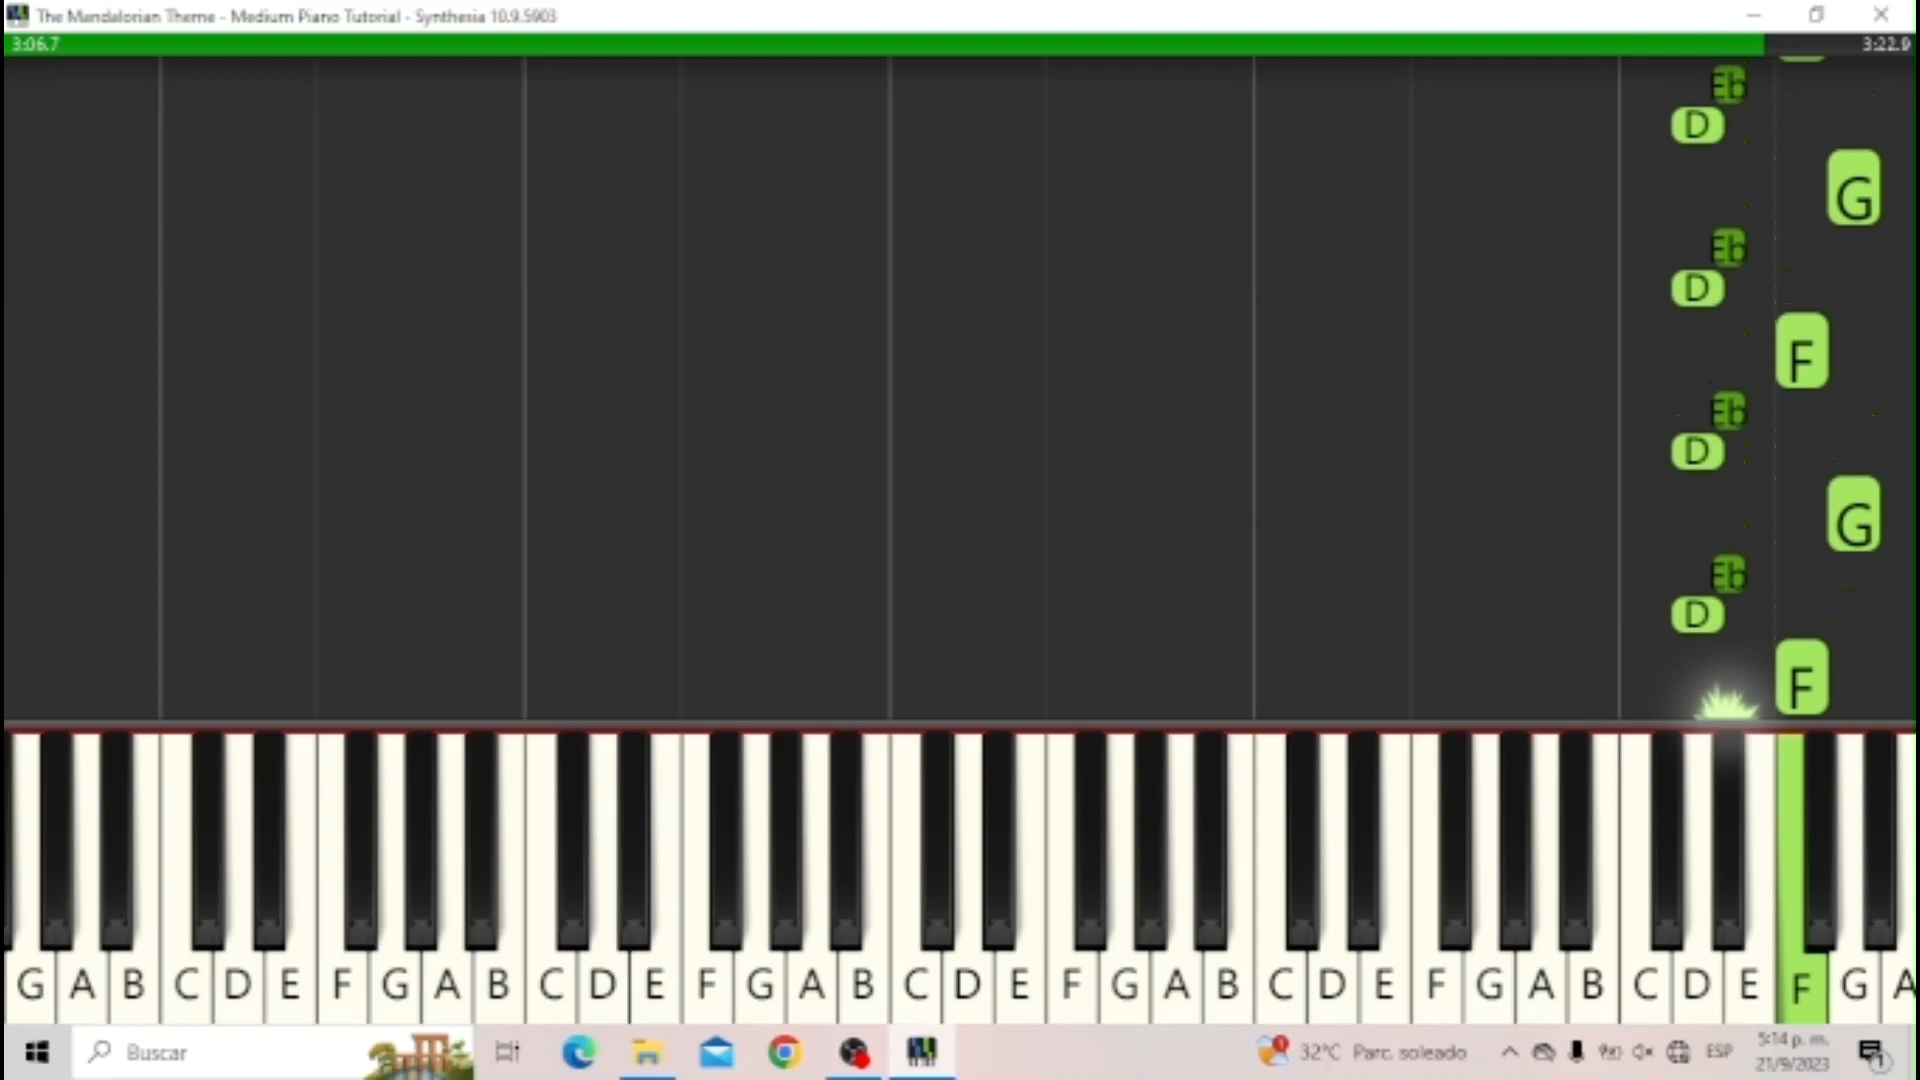 The Mandalorian Theme - Medium Piano Tutorial - Synthesia 10.9.5903
3:06.7 3:22.9
Eb
D
G
Eb
D
F
Eb
D
G
Eb
D
F
G A B C D E F G A B C D E F G A B C D E F G A B C D E F G A B C D E F G A
Buscar
32°C Parc. soleado
ESP
5:14 p. m.
21/9/2023
1